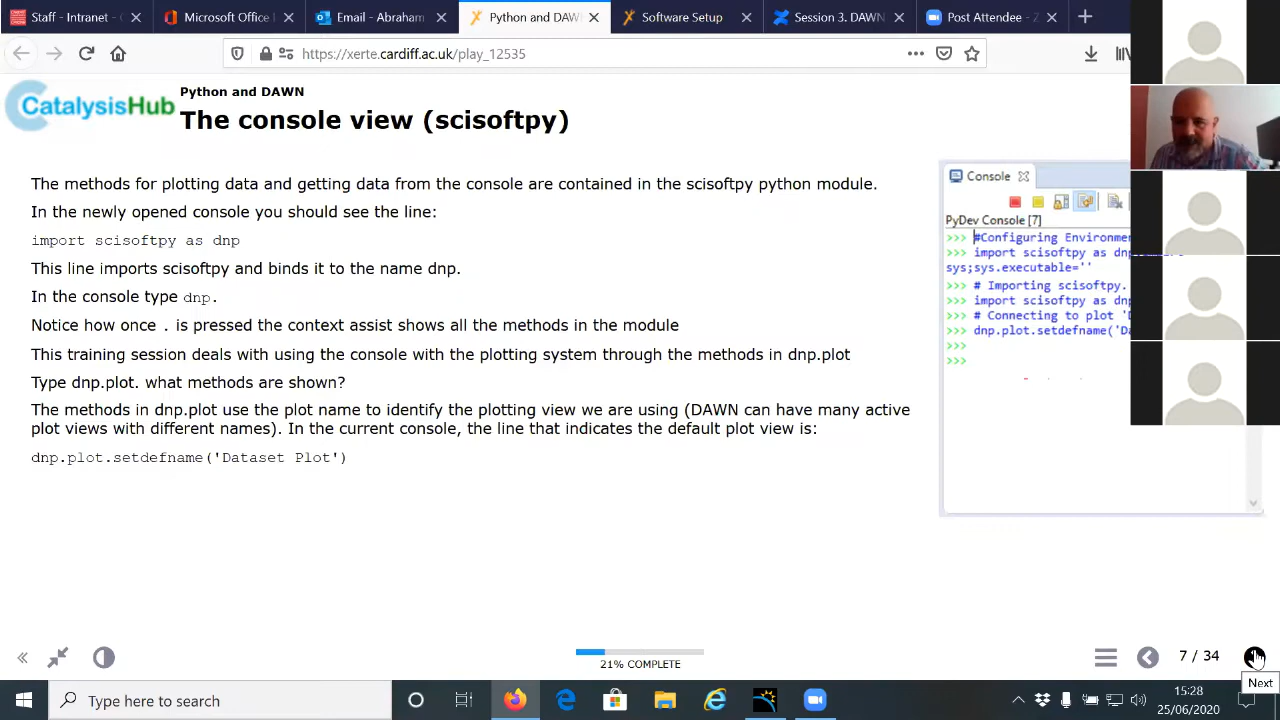 Staff - Intranet - C
Microsoft Office
Email - Abraham
Python and DAWN
Software Setup
Session 3. DAWN
Post Attendee - Z
https://xerte.cardiff.ac.uk/play_12535
CatalysisHub
Python and DAWN
The console view (scisoftpy)
The methods for plotting data and getting data from the console are contained in the scisoftpy python module.
In the newly opened console you should see the line:
import scisoftpy as dnp
This line imports scisoftpy and binds it to the name dnp.
In the console type dnp.
Notice how once . is pressed the context assist shows all the methods in the module
This training session deals with using the console with the plotting system through the methods in dnp.plot
Type dnp.plot. what methods are shown?
The methods in dnp.plot use the plot name to identify the plotting view we are using (DAWN can have many active
plot views with different names). In the current console, the line that indicates the default plot view is:
dnp.plot.setdefname('Dataset Plot')
Console
PyDev Console [7]
>>> #Configuring Environmen
>>> import scisoftpy as dnp
sys;sys.executable=''
>>> # Importing scisoftpy.
>>> import scisoftpy as dnp
>>> # Connecting to plot 'D
>>> dnp.plot.setdefname('Da
>>>
>>>
21% COMPLETE
7 / 34
Next
Type here to search
15:28
25/06/2020